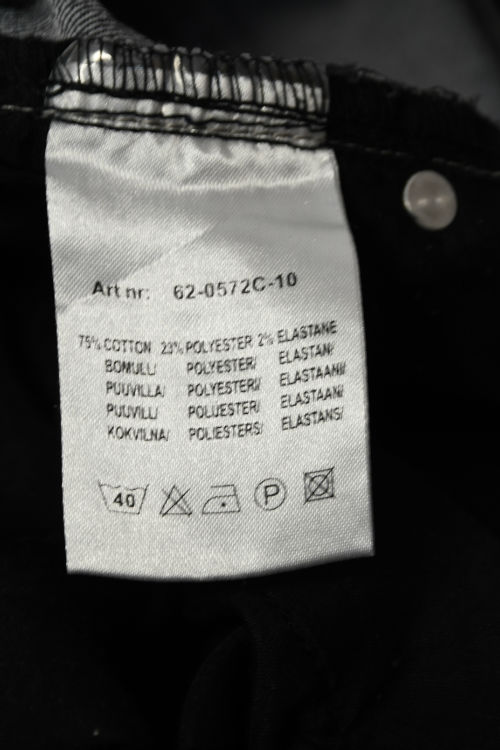 Art nr: 62-0572C-10
75% COTTON 23% POLYESTER 2% ELASTANE
BOMULL/ POLYESTER/ ELASTAN/
PUUVILLA/ POLYESTERI/ ELASTAANI/
PUUVILL/ POLUESTER/ ELASTAAN/
KOKVILNA/ POLIESTERS/ ELASTANS/
40 P